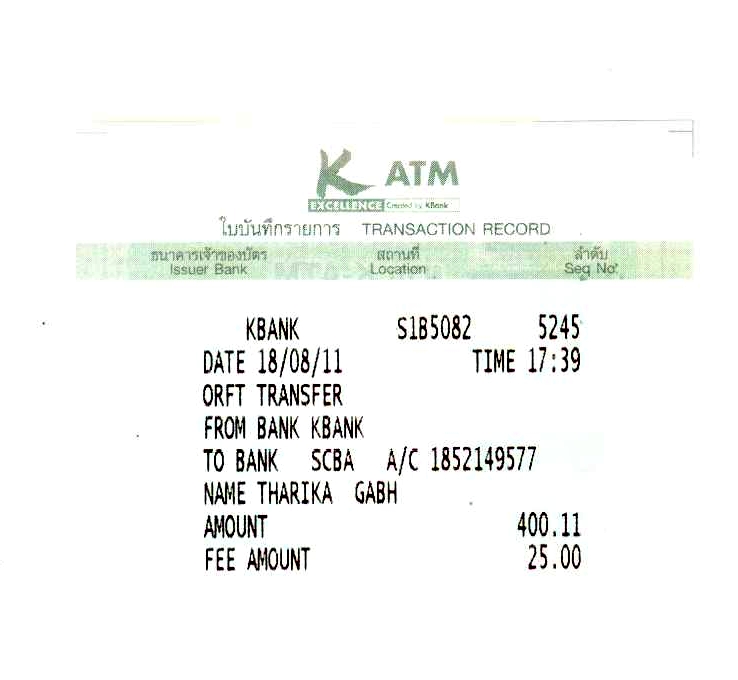 K ATM
EXCELLENCE Created by KBank
ใบบันทึกรายการ TRANSACTION RECORD
ธนาคารเจ้าของบัตร สถานที่ ลำดับ
Issuer Bank Location Seq No.
KBANK S1B5082 5245
DATE 18/08/11 TIME 17:39
ORFT TRANSFER
FROM BANK KBANK
TO BANK SCBA A/C 1852149577
NAME THARIKA GABH
AMOUNT 400.11
FEE AMOUNT 25.00